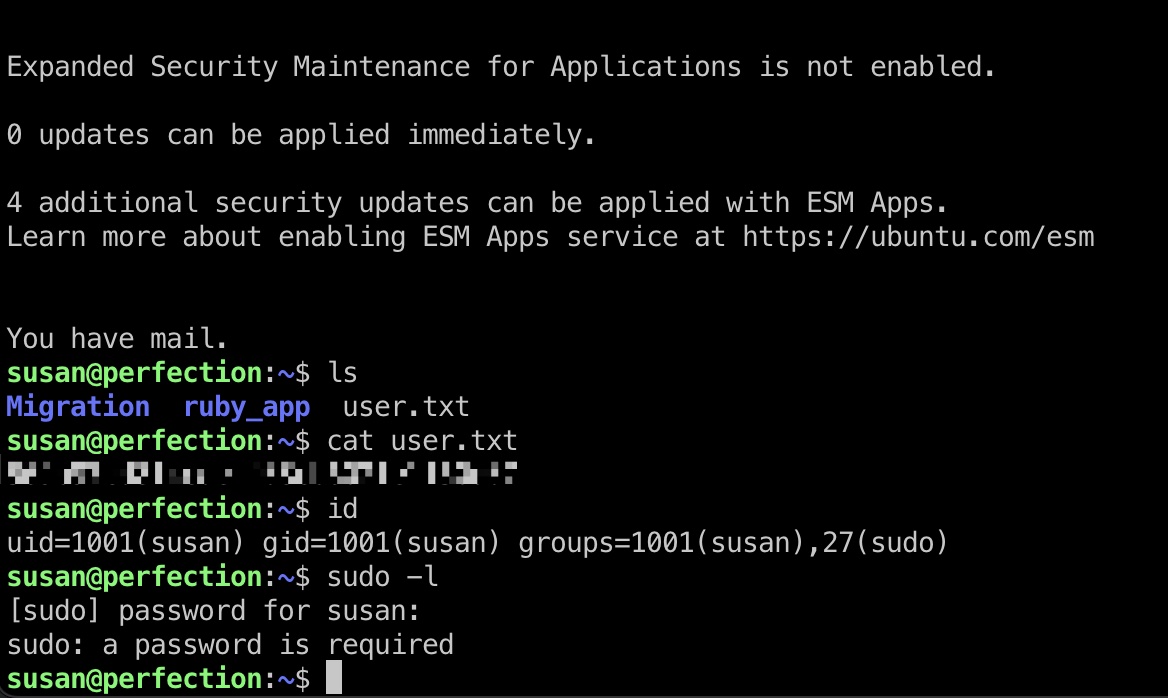 Expanded Security Maintenance for Applications is not enabled.
0 updates can be applied immediately.
4 additional security updates can be applied with ESM Apps.
Learn more about enabling ESM Apps service at https://ubuntu.com/esm
You have mail.
susan@perfection:~$ ls
Migration  ruby_app  user.txt
susan@perfection:~$ cat user.txt
susan@perfection:~$ id
uid=1001(susan) gid=1001(susan) groups=1001(susan),27(sudo)
susan@perfection:~$ sudo -l
[sudo] password for susan:
sudo: a password is required
susan@perfection:~$